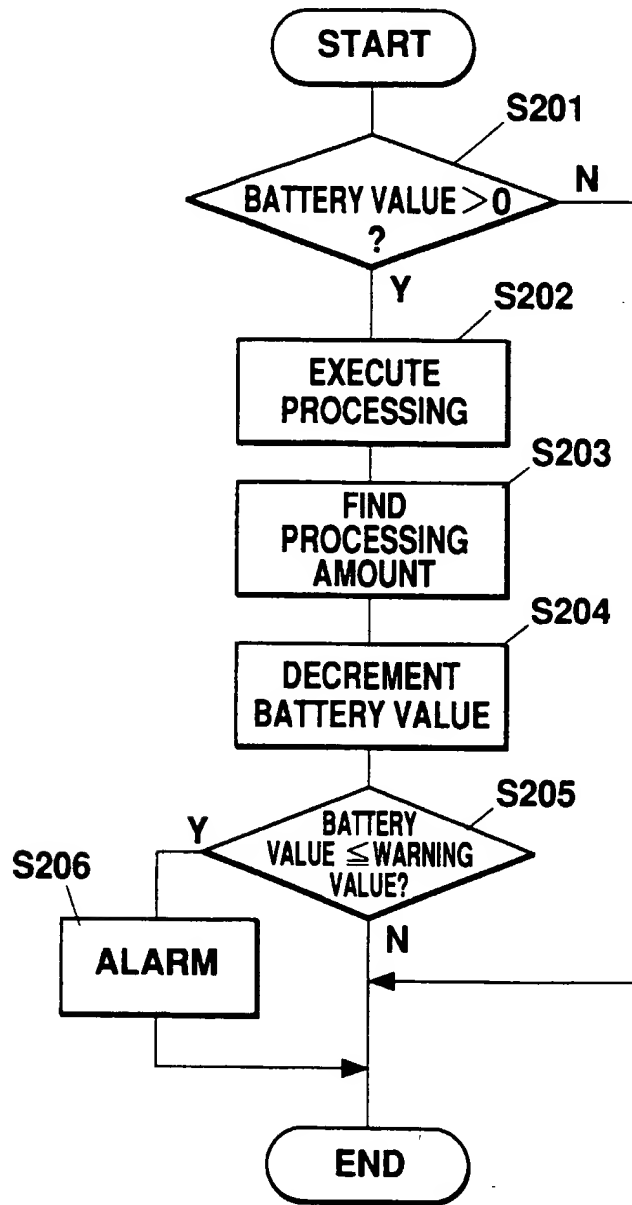 START
S201
BATTERY VALUE >0
?
N
Y
S202
EXECUTE
PROCESSING
S203
FIND
PROCESSING
AMOUNT
S204
DECREMENT
BATTERY VALUE
S205
BATTERY
VALUE ≦WARNING
VALUE?
Y
N
S206
ALARM
END